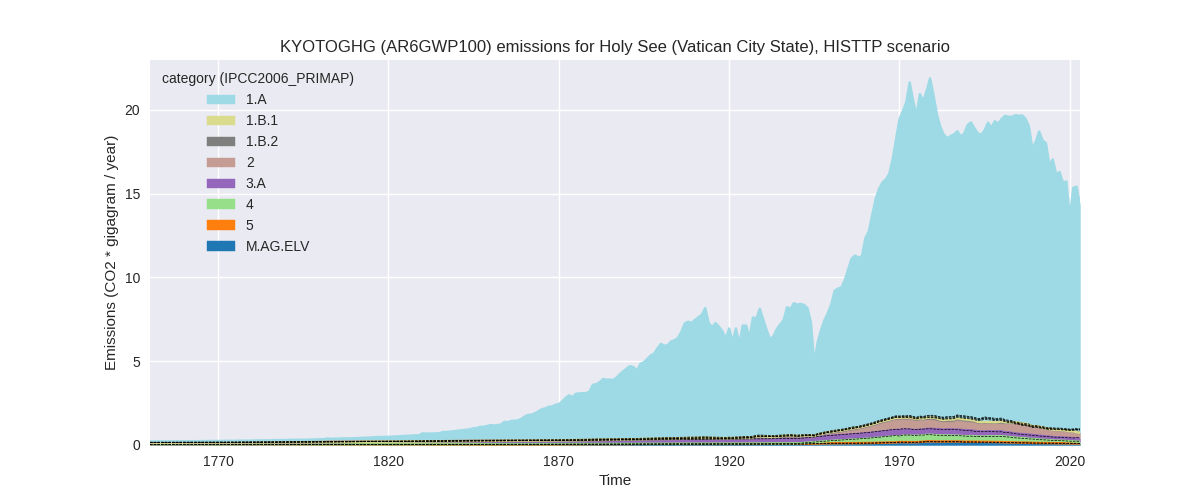 KYOTOGHG (AR6GWP100) emissions for Holy See (Vatican City State), HISTTP scenario
Emissions (CO2 * gigagram / year)
20
15
10
5
0
category (IPCC2006_PRIMAP)
1.A
1.B.1
1.B.2
2
3.A
4
5
M.AG.ELV
1770
1820
1870
1920
1970
2020
Time